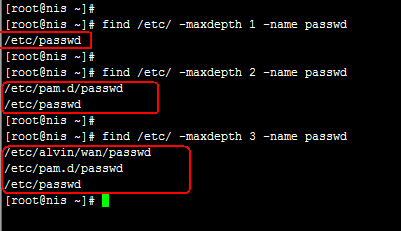 [root@nis ~]#
[root@nis ~]# find /etc/ -maxdepth 1 -name passwd
/etc/passwd
[root@nis ~]#
[root@nis ~]# find /etc/ -maxdepth 2 -name passwd
/etc/pam.d/passwd
/etc/passwd
[root@nis ~]#
[root@nis ~]# find /etc/ -maxdepth 3 -name passwd
/etc/alvin/wan/passwd
/etc/pam.d/passwd
/etc/passwd
[root@nis ~]#